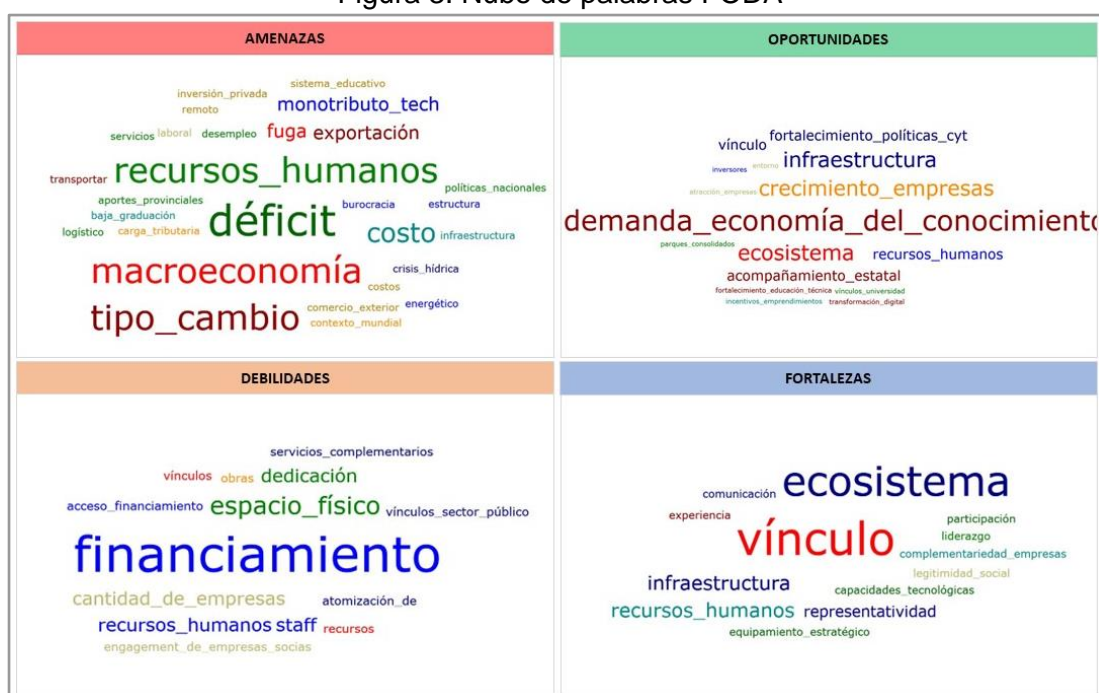 Figura Nube de palabras FODA
AMENAZAS
sistema_educativo
inversión_privada
remoto monotributo_tech
servicios laboral desempleo fuga exportación
transportar recursos_humanos
aportes_provinciales políticas_nacionales
baja_graduación déficit burocracia estructura
logístico carga_tributaria costo infraestructura
macroeconomía crisis_hídrica
costos
tipo_cambio comercio_exterior energético
contexto_mundial
OPORTUNIDADES
vínculo fortalecimiento_políticas_cyt
inversores entorno infraestructura
atracción_empresas crecimiento_empresas
demanda_economía_del_conocimiento
parques_consolidados
ecosistema recursos_humanos
acompañamiento_estatal
fortalecimiento_educación_técnica vínculos_universidad
incentivos_emprendimientos transformación_digital
DEBILIDADES
servicios_complementarios
vínculos obras dedicación
acceso_financiamiento espacio_físico vínculos_sector_público
financiamiento
cantidad_de_empresas atomización_de
recursos_humanos staff recursos
engagement_de_empresas_socias
FORTALEZAS
comunicación ecosistema
experiencia vínculo participación
liderazgo
complementariedad_empresas
legitimidad_social
infraestructura capacidades_tecnológicas
recursos_humanos representatividad
equipamiento_estratégico